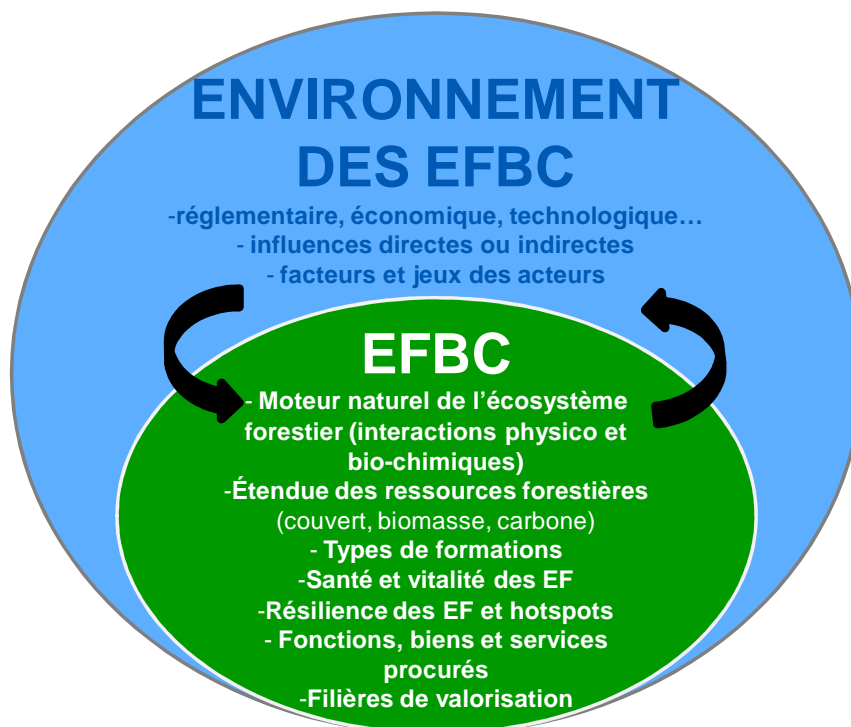 ENVIRONNEMENT
DES EFBC
-réglementaire, économique, technologique…
- influences directes ou indirectes
- facteurs et jeux des acteurs
EFBC
- Moteur naturel de l’écosystème
forestier (interactions physico et
bio-chimiques)
-Étendue des ressources forestières
(couvert, biomasse, carbone)
- Types de formations
-Santé et vitalité des EF
-Résilience des EF et hotspots
- Fonctions, biens et services
procurés
-Filières de valorisation